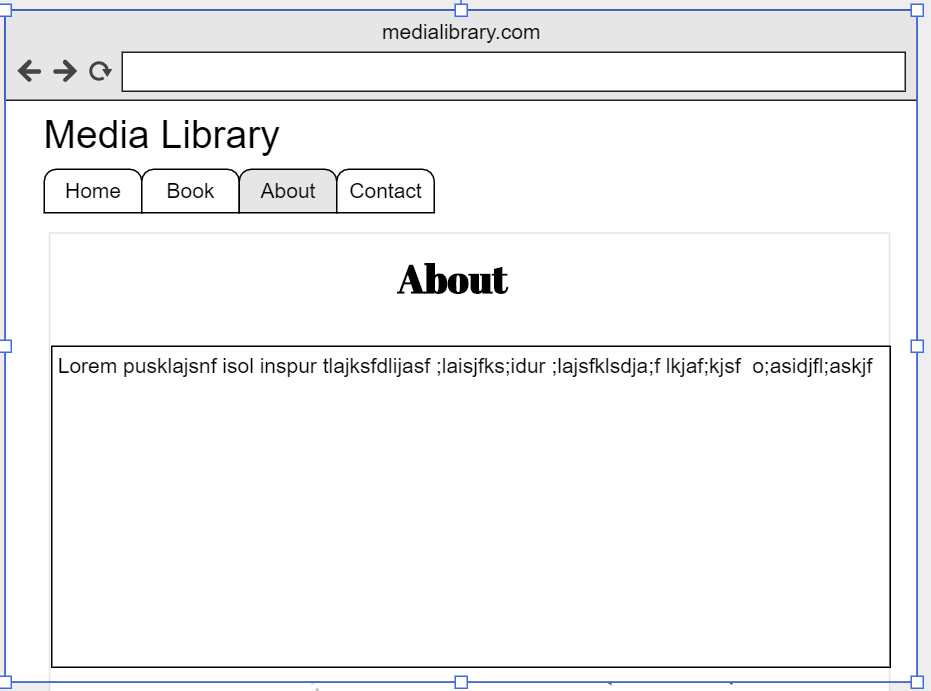 medialibrary.com
Media Library
Home Book About Contact
About
Lorem pusklajsnf isol inspur tlajksfdlijasf ;laisjfks;idur ;lajsfklsdja;f lkjaf;kjsf  o;asidjfl;askjf